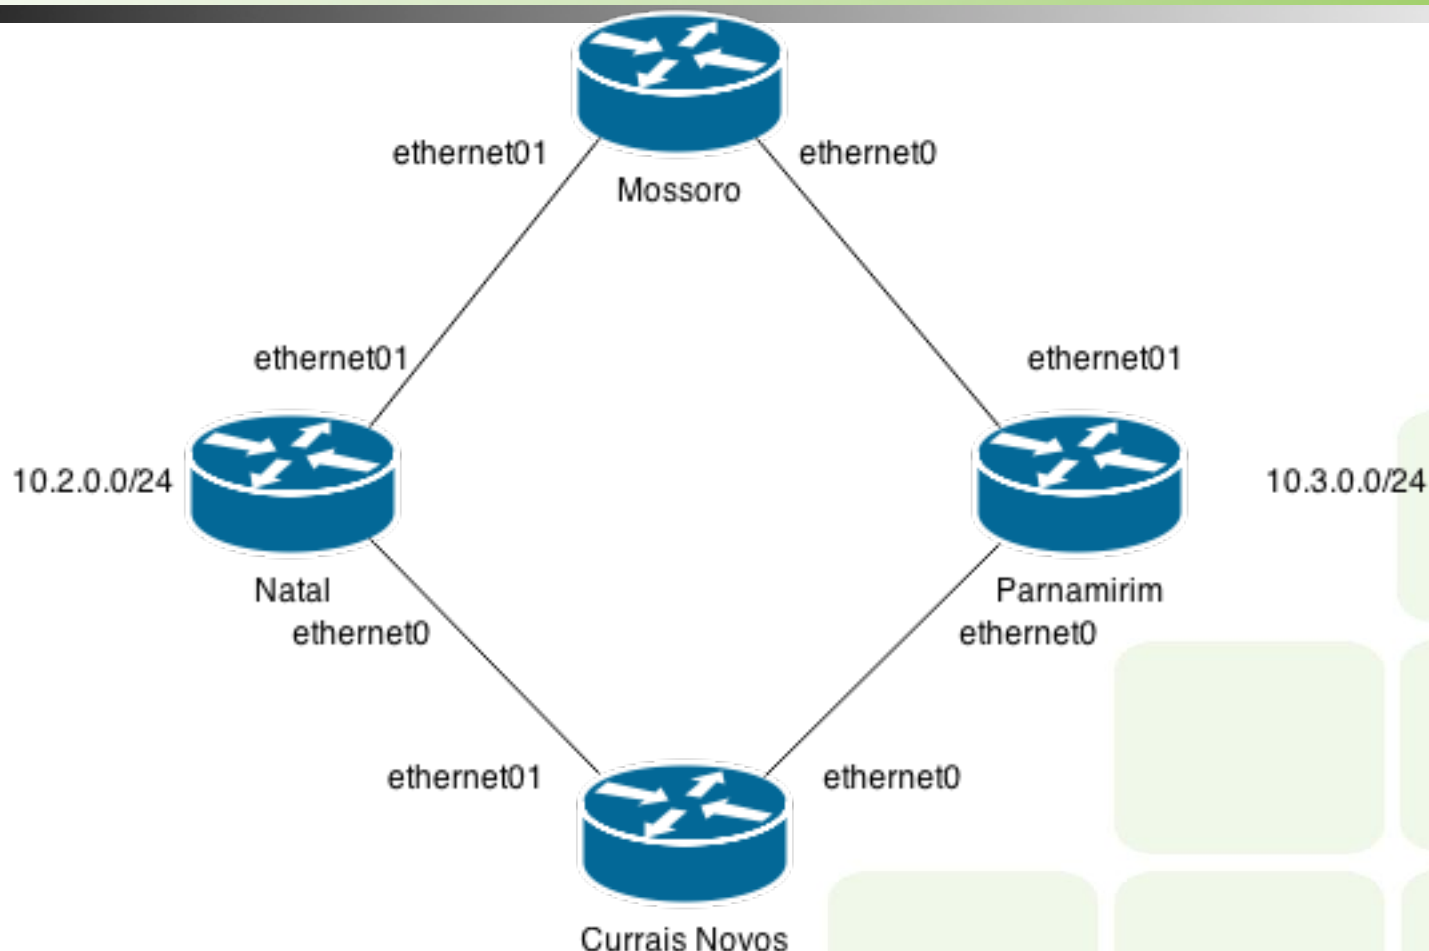 ethernet01
ethernet0
Mossoro
ethernet01
ethernet01
10.2.0.0/24
10.3.0.0/24
Natal
Parnamirim
ethernet0
ethernet0
ethernet01
ethernet0
Currais Novos